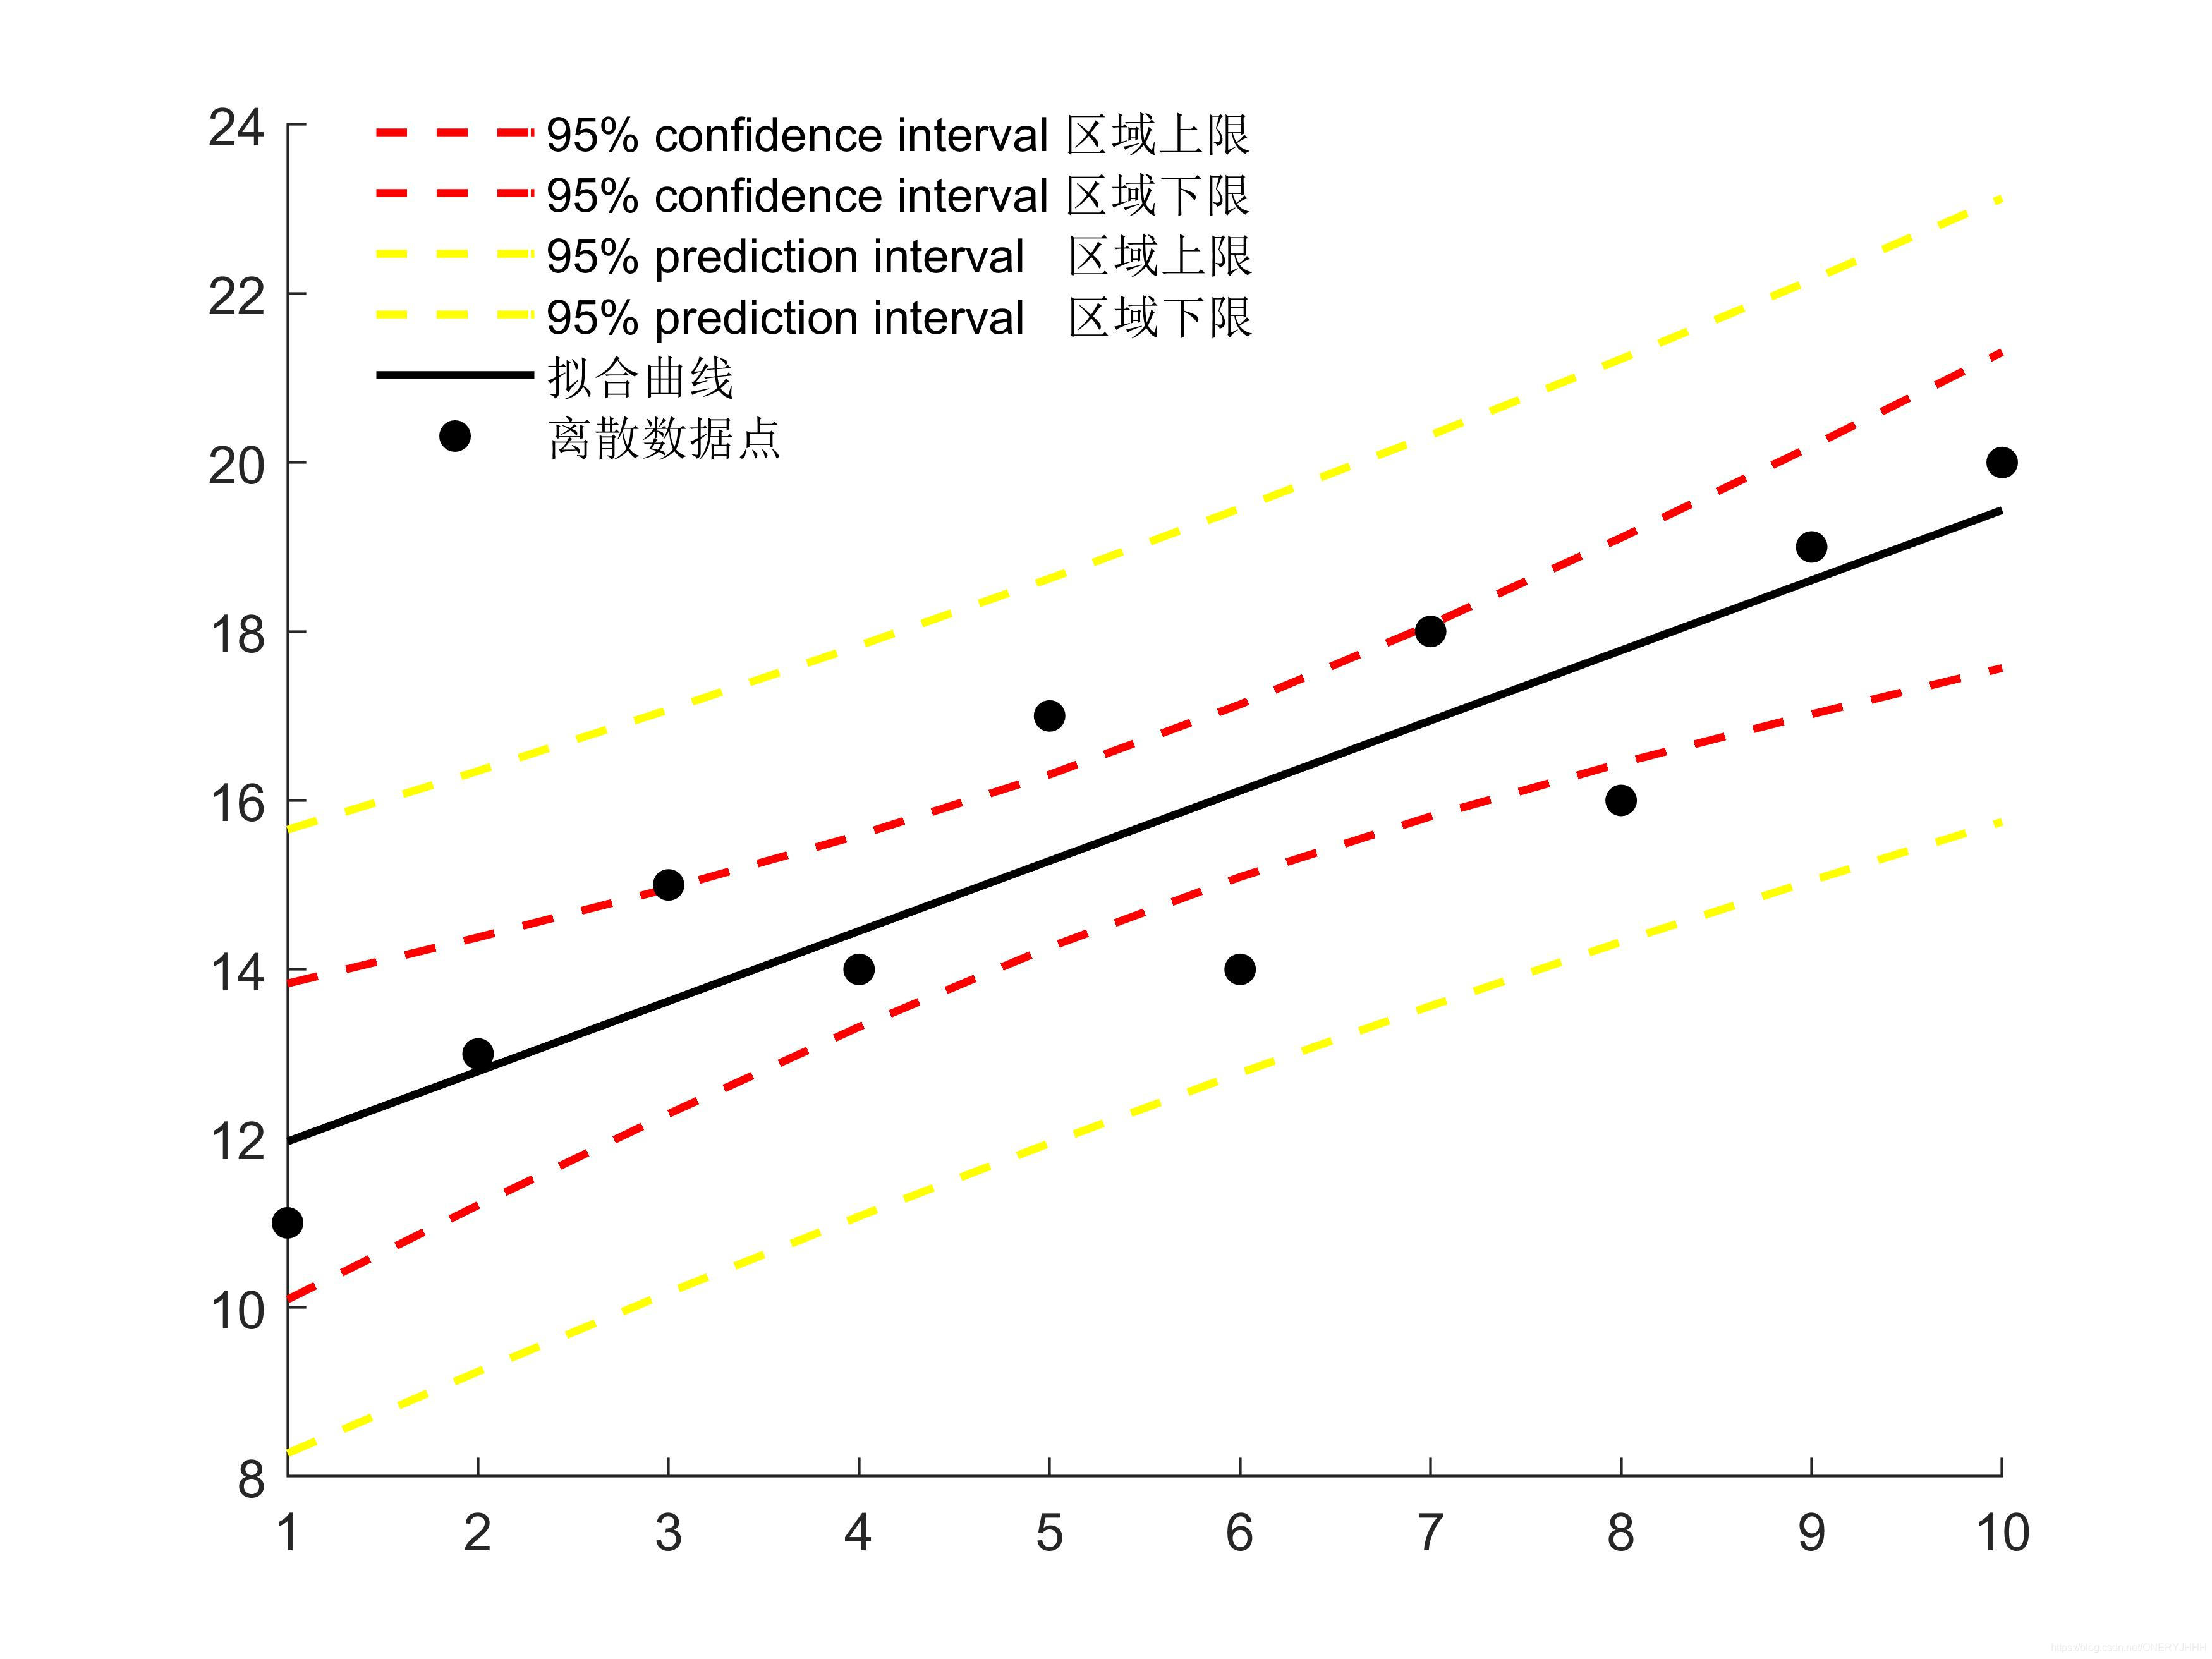 24
95% confidence interval 区域上限
95% confidence interval 区域下限
95% prediction interval 区域上限
22
95% prediction interval 区域下限
拟合曲线
离散数据点
20
18
16
14
12
10
8
1 2 3 4 5 6 7 8 9 10